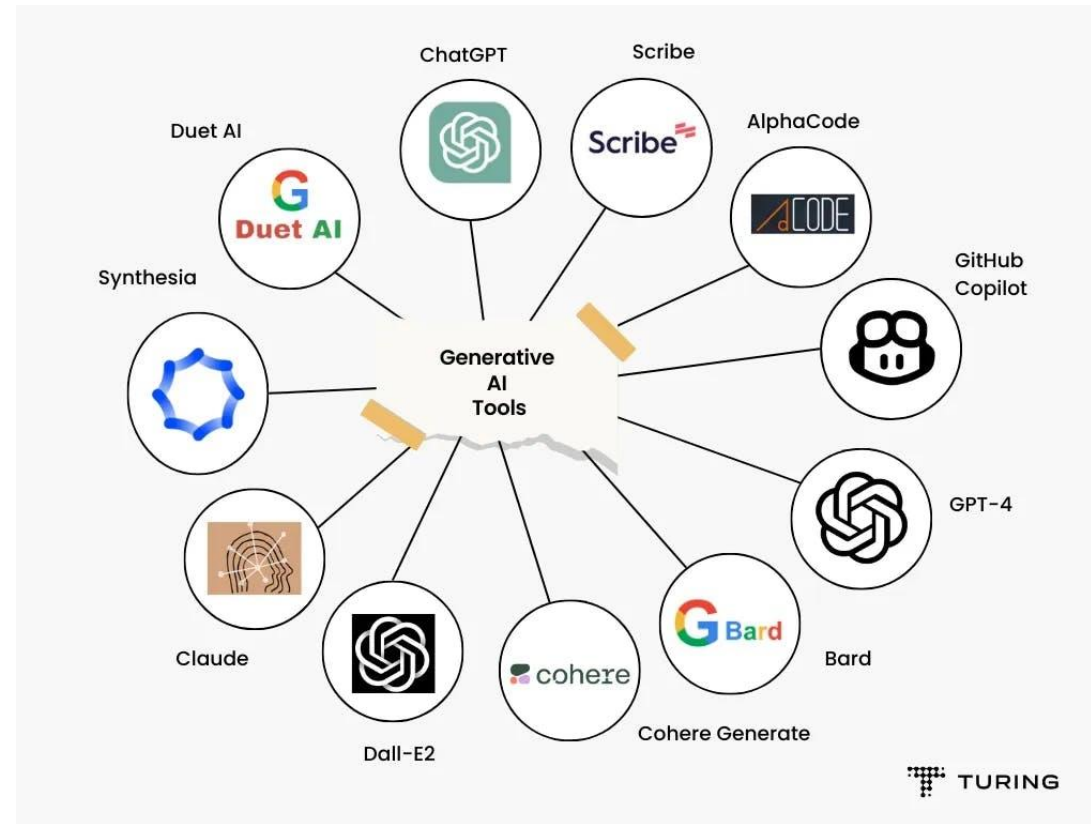 ChatGPT
Scribe
Scribe
AlphaCode
CODE
Duet AI
G
Duet AI
GitHub
Copilot
Synthesia
Generative
AI
Tools
GPT-4
Claude
G Bard
Bard
cohere
Cohere Generate
Dall-E2
TURING